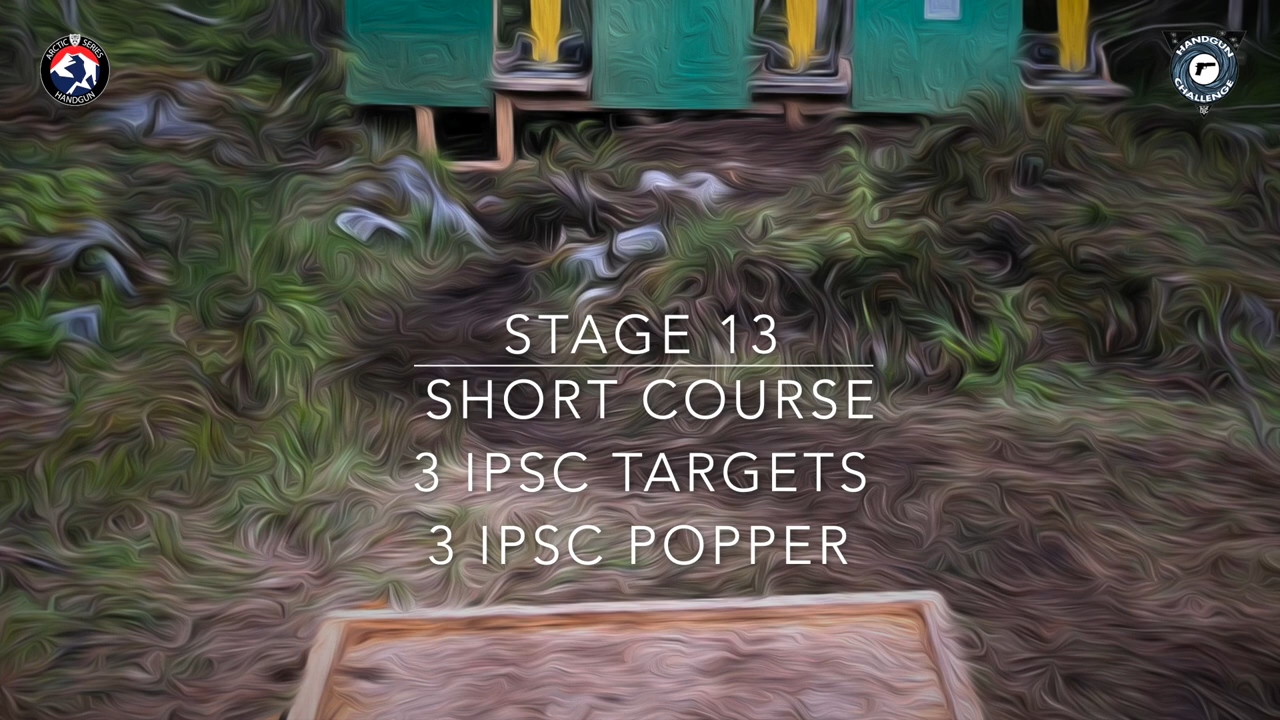 ARCTIC SERIES
HANDGUN
HANDGUN
CHALLENGE
STAGE 13
SHORT COURSE
3 IPSC TARGETS
3 IPSC POPPER